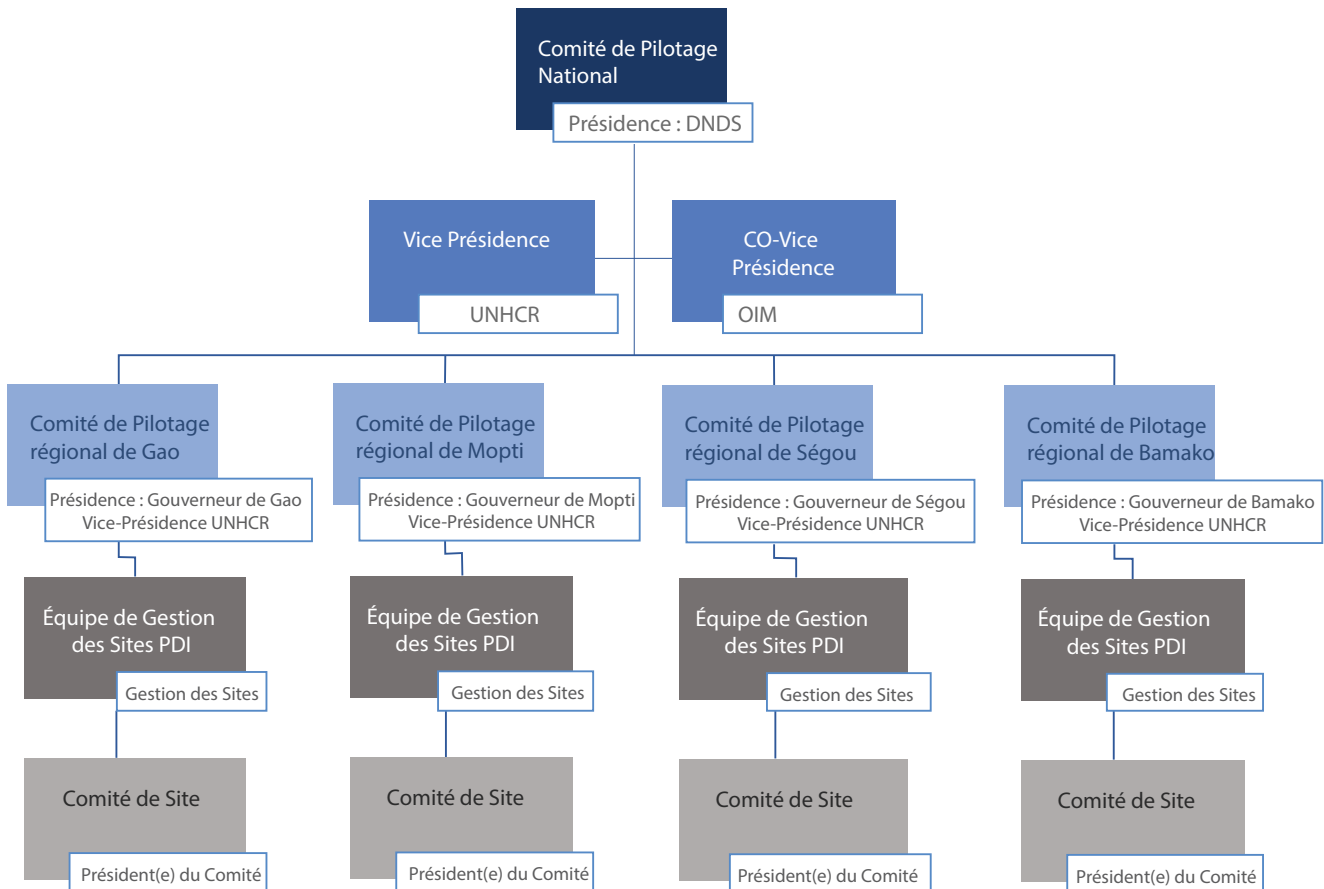 Comité de Pilotage
National
Présidence : DNDS
Vice Présidence
UNHCR
CO-Vice
Présidence
OIM
Comité de Pilotage
régional de Gao
Présidence : Gouverneur de Gao
Vice-Présidence UNHCR
Comité de Pilotage
régional de Mopti
Présidence : Gouverneur de Mopti
Vice-Présidence UNHCR
Comité de Pilotage
régional de Ségou
Présidence : Gouverneur de Ségou
Vice-Présidence UNHCR
Comité de Pilotage
régional de Bamako
Présidence : Gouverneur de Bamako
Vice-Présidence UNHCR
Équipe de Gestion
des Sites PDI
Gestion des Sites
Équipe de Gestion
des Sites PDI
Gestion des Sites
Équipe de Gestion
des Sites PDI
Gestion des Sites
Équipe de Gestion
des Sites PDI
Gestion des Sites
Comité de Site
Président(e) du Comité
Comité de Site
Président(e) du Comité
Comité de Site
Président(e) du Comité
Comité de Site
Président(e) du Comité